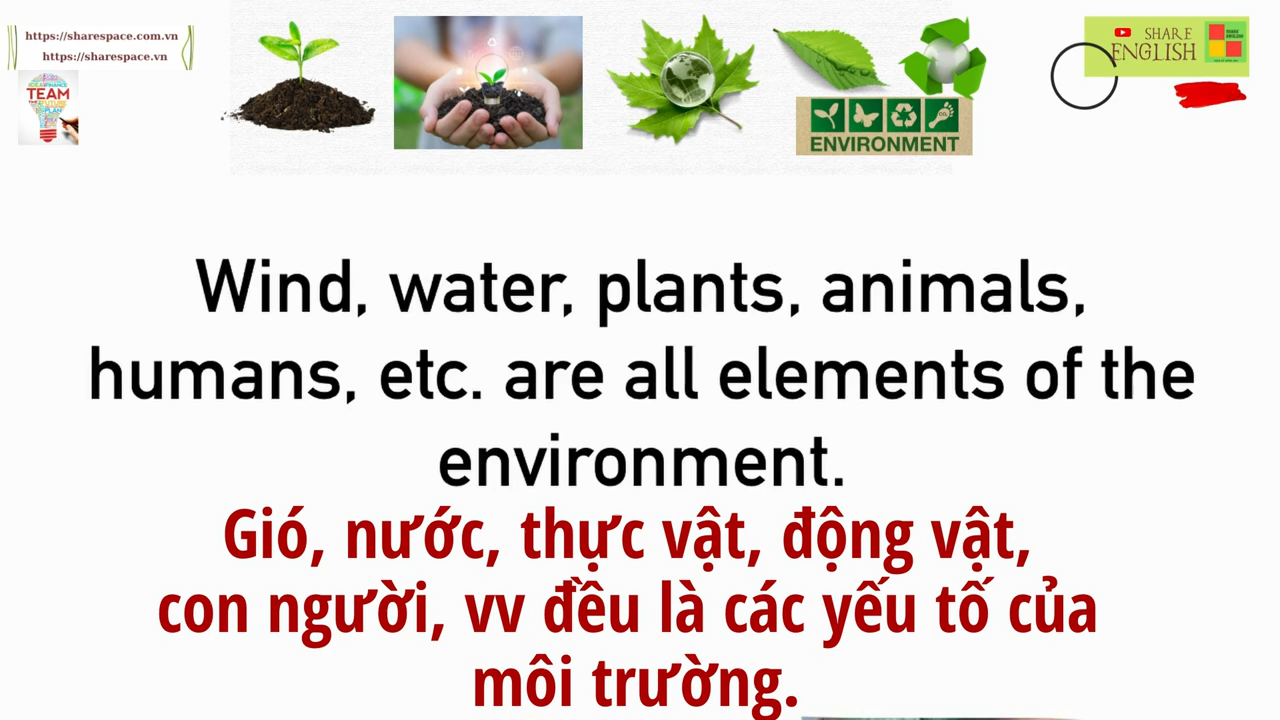 https://sharespace.com.vn
https://sharespace.vn
TEAM
PLAN
ENVIRONMENT
SHARE
ENGLISH
Wind, water, plants, animals,
humans, etc. are all elements of the
environment.
Gió, nước, thực vật, động vật,
con người, vv đều là các yếu tố của
môi trường.